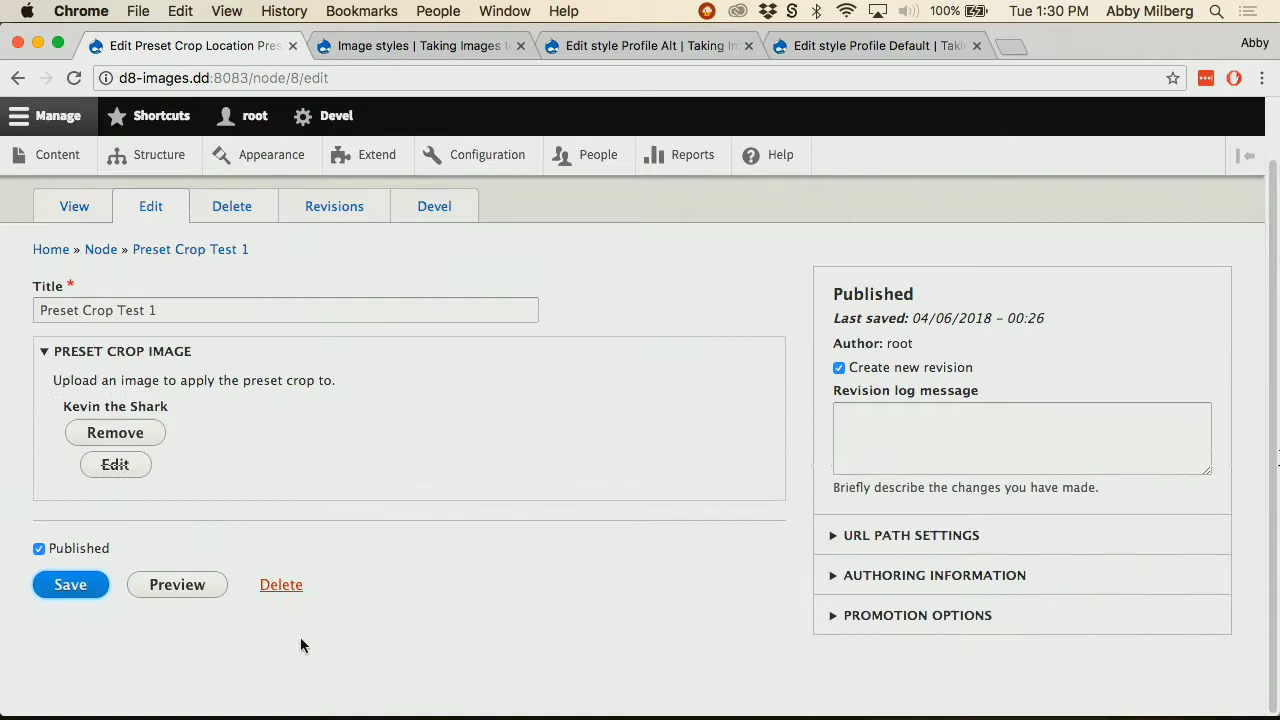 Chrome File Edit View History Bookmarks People Window Help 100% Tue 1:30 PM Abby Milberg
Edit Preset Crop Location Pre Image styles | Taking Images to Edit style Profile Alt | Taking Im Edit style Profile Default | Taki Abby
d8-images.dd:8083/node/8/edit
Manage Shortcuts root Devel
Content Structure Appearance Extend Configuration People Reports Help
View Edit Delete Revisions Devel
Home » Node » Preset Crop Test 1
Title *
Preset Crop Test 1
▼ PRESET CROP IMAGE
Upload an image to apply the preset crop to.
Kevin the Shark
Remove
Edit
Published
Save Preview Delete
Published
Last saved: 04/06/2018 - 00:26
Author: root
Create new revision
Revision log message
Briefly describe the changes you have made.
▶ URL PATH SETTINGS
▶ AUTHORING INFORMATION
▶ PROMOTION OPTIONS